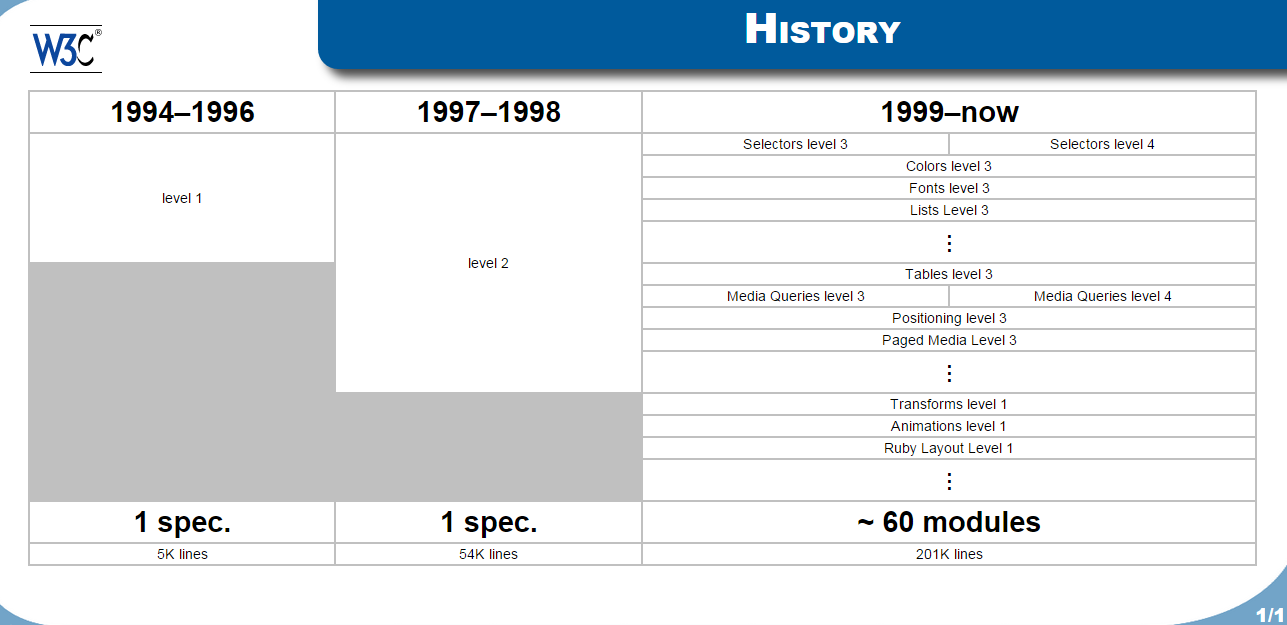 W3C®
HISTORY
1994–1996 1997–1998 1999–now
level 1
level 2
Selectors level 3 Selectors level 4
Colors level 3
Fonts level 3
Lists Level 3
⋮
Tables level 3
Media Queries level 3 Media Queries level 4
Positioning level 3
Paged Media Level 3
⋮
Transforms level 1
Animations level 1
Ruby Layout Level 1
⋮
1 spec. 1 spec. ~ 60 modules
5K lines 54K lines 201K lines
1/1